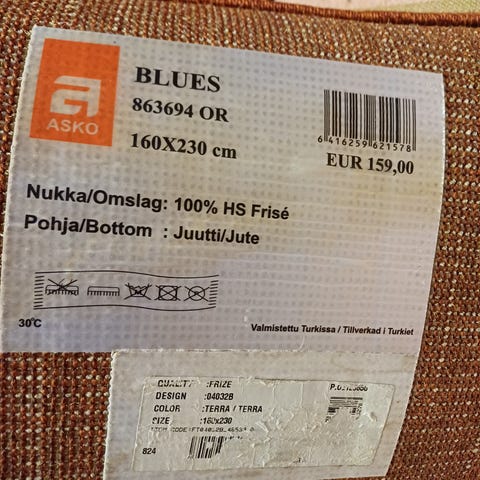 ASKO
BLUES
863694 OR
160X230 cm
6 416259 621578
EUR 159,00
Nukka/Omslag: 100% HS Frisé
Pohja/Bottom : Juutti/Jute
30°C
Valmistettu Turkissa / Tillverkad i Turkiet
QUALITY :FRIZE
DESIGN :04032B
COLOR :TERRA / TERRA
SIZE :160x230
824